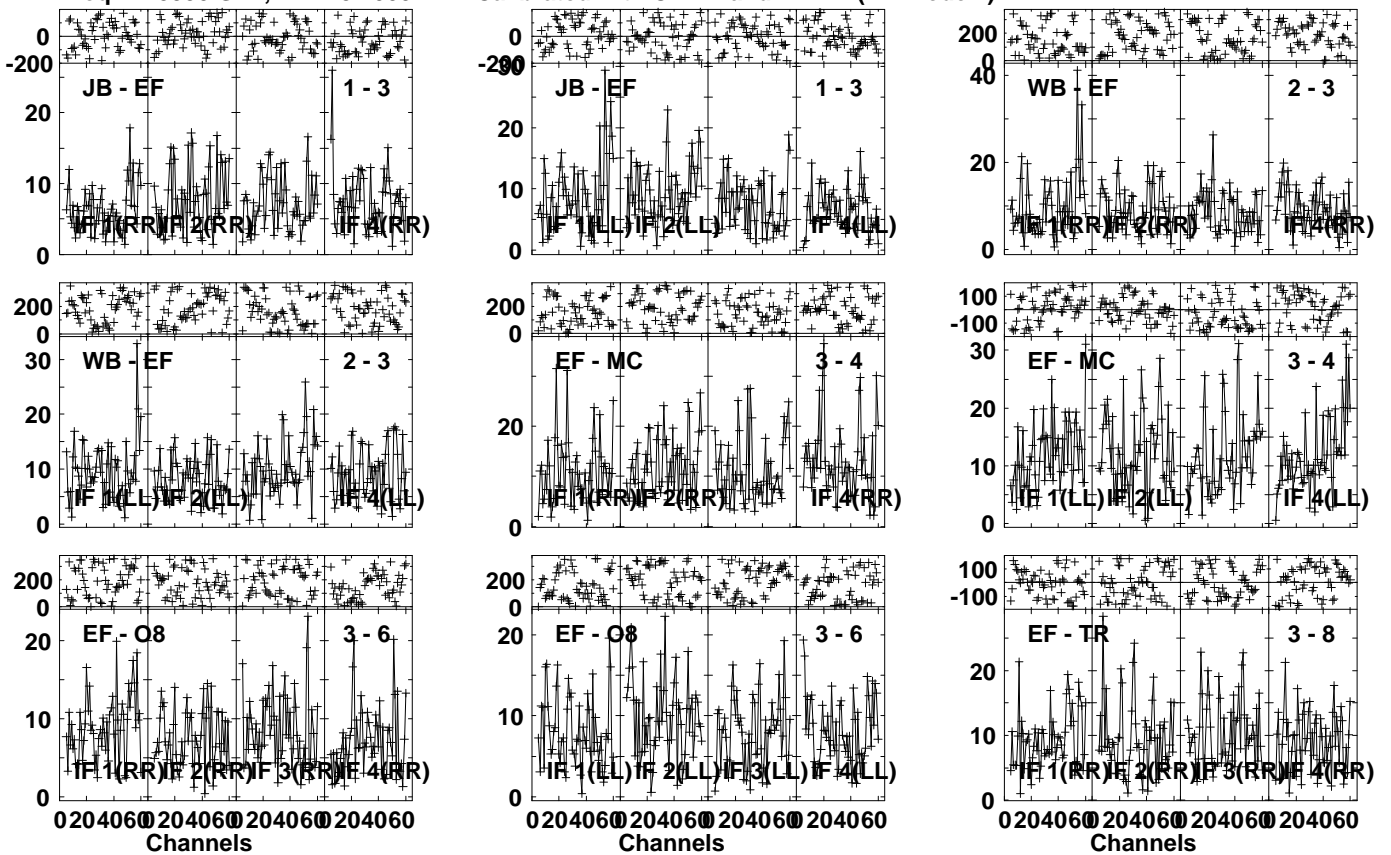 0 0 200
-200 -200 0
JB - EF 1 - 3 JB - EF 1 - 3 WB - EF 2 - 3
30 40
20 20 20
10 10
IF 1(RR) IF 2(RR) IF 4(RR) IF 1(LL) IF 2(LL) IF 4(LL) IF 1(RR) IF 2(RR) IF 4(RR)
0 0 0
200 200 100
0 0 -100
WB - EF 2 - 3 EF - MC 3 - 4 EF - MC 3 - 4
30 30
20 20 20
10 10
IF 1(LL) IF 2(LL) IF 4(LL) IF 1(RR) IF 2(RR) IF 4(RR) IF 1(LL) IF 2(LL) IF 4(LL)
0 0 0
200 200 100
0 0 -100
EF - O8 3 - 6 EF - O8 3 - 6 EF - TR 3 - 8
20 20 20
10 10 10
IF 1(RR) IF 2(RR) IF 3(RR) IF 4(RR) IF 1(LL) IF 2(LL) IF 3(LL) IF 4(LL) IF 1(RR) IF 2(RR) IF 3(RR) IF 4(RR)
0 0 0
0 20 40 60 0 20 40 60 0 20 40 60 0 20 40 60 0 20 40 60 0 20 40 60 0 20 40 60 0 20 40 60 0 20 40 60 0 20 40 60 0 20 40 60 0 20 40 60
Channels Channels Channels